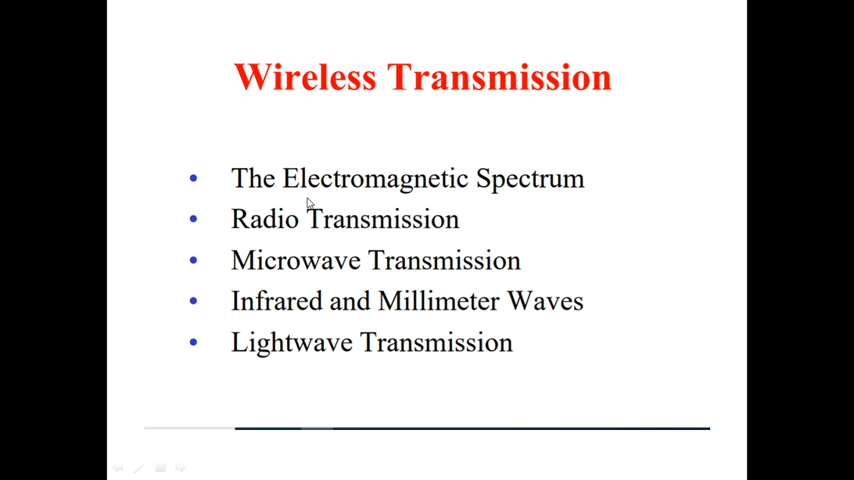 Wireless Transmission
• The Electromagnetic Spectrum
• Radio Transmission
• Microwave Transmission
• Infrared and Millimeter Waves
• Lightwave Transmission